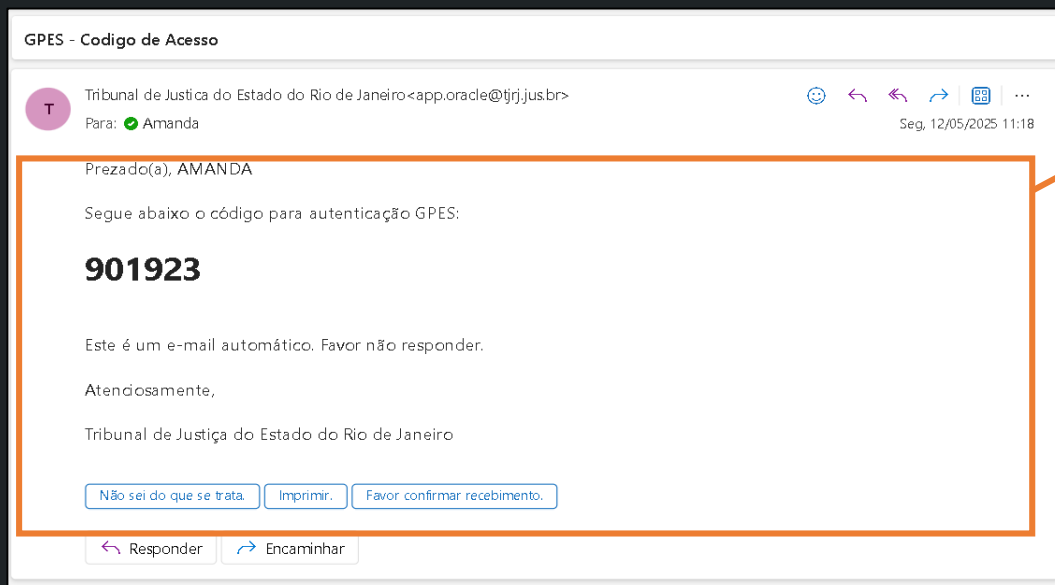 GPES - Codigo de Acesso
T
Tribunal de Justica do Estado do Rio de Janeiro<app.oracle@tjrj.jus.br>
Para: Amanda
Seg, 12/05/2025 11:18
Prezado(a), AMANDA
Segue abaixo o código para autenticação GPES:
901923
Este é um e-mail automático. Favor não responder.
Atenciosamente,
Tribunal de Justiça do Estado do Rio de Janeiro
Não sei do que se trata. Imprimir. Favor confirmar recebimento.
Responder Encaminhar